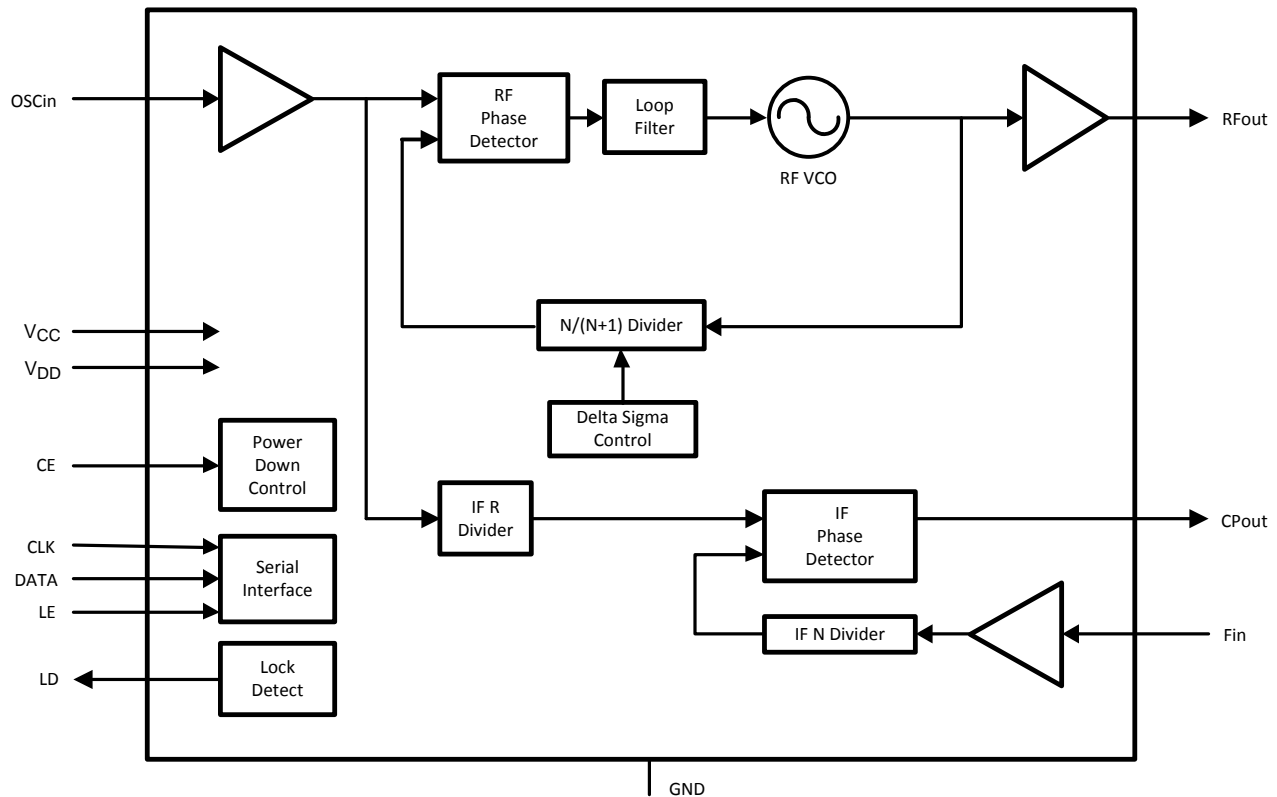 OSCin
RF
Phase
Detector
Loop
Filter
RF VCO
RFout
VCC
VDD
N/(N+1) Divider
Delta Sigma
Control
CE
Power
Down
Control
IF R
Divider
IF
Phase
Detector
CPout
CLK
DATA
LE
Serial
Interface
IF N Divider
Fin
LD
Lock
Detect
GND